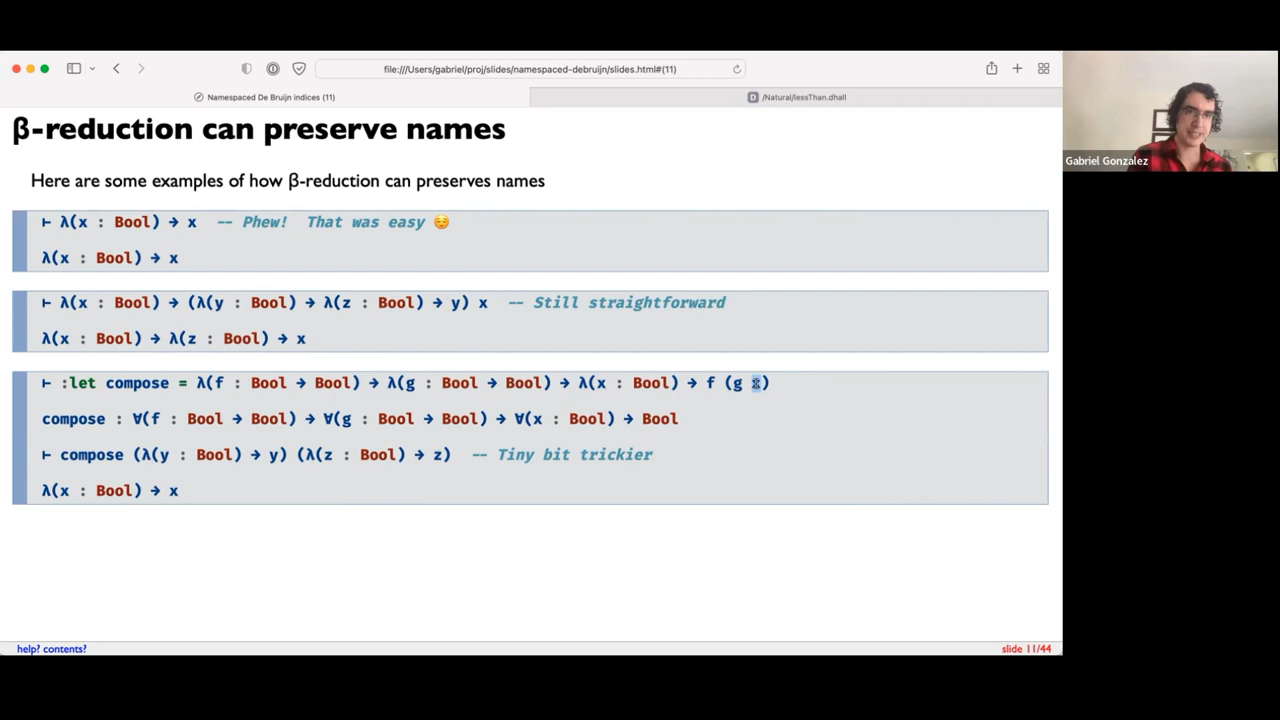 file:///Users/gabriel/proj/slides/namespaced-debruijn/slides.html#(11)
Namespaced De Bruijn indices (11)
D /Natural/lessThan.dhall
Gabriel Gonzalez
β-reduction can preserve names
Here are some examples of how β-reduction can preserves names
⊢ λ(x : Bool) → x -- Phew! That was easy ☺️
λ(x : Bool) → x
⊢ λ(x : Bool) → (λ(y : Bool) → λ(z : Bool) → y) x -- Still straightforward
λ(x : Bool) → λ(z : Bool) → x
⊢ :let compose = λ(f : Bool → Bool) → λ(g : Bool → Bool) → λ(x : Bool) → f (g x)
compose : ∀(f : Bool → Bool) → ∀(g : Bool → Bool) → ∀(x : Bool) → Bool
⊢ compose (λ(y : Bool) → y) (λ(z : Bool) → z) -- Tiny bit trickier
λ(x : Bool) → x
help? contents?
slide 11/44